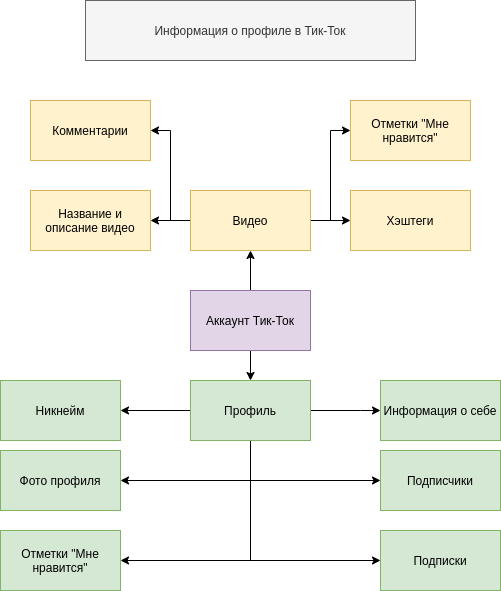 Информация о профиле в Тик-Ток
Комментарии
Отметки "Мне
нравится"
Название и
описание видео
Видео
Хэштеги
Аккаунт Тик-Ток
Никнейм
Профиль
Информация о себе
Фото профиля
Подписчики
Отметки "Мне
нравится"
Подписки